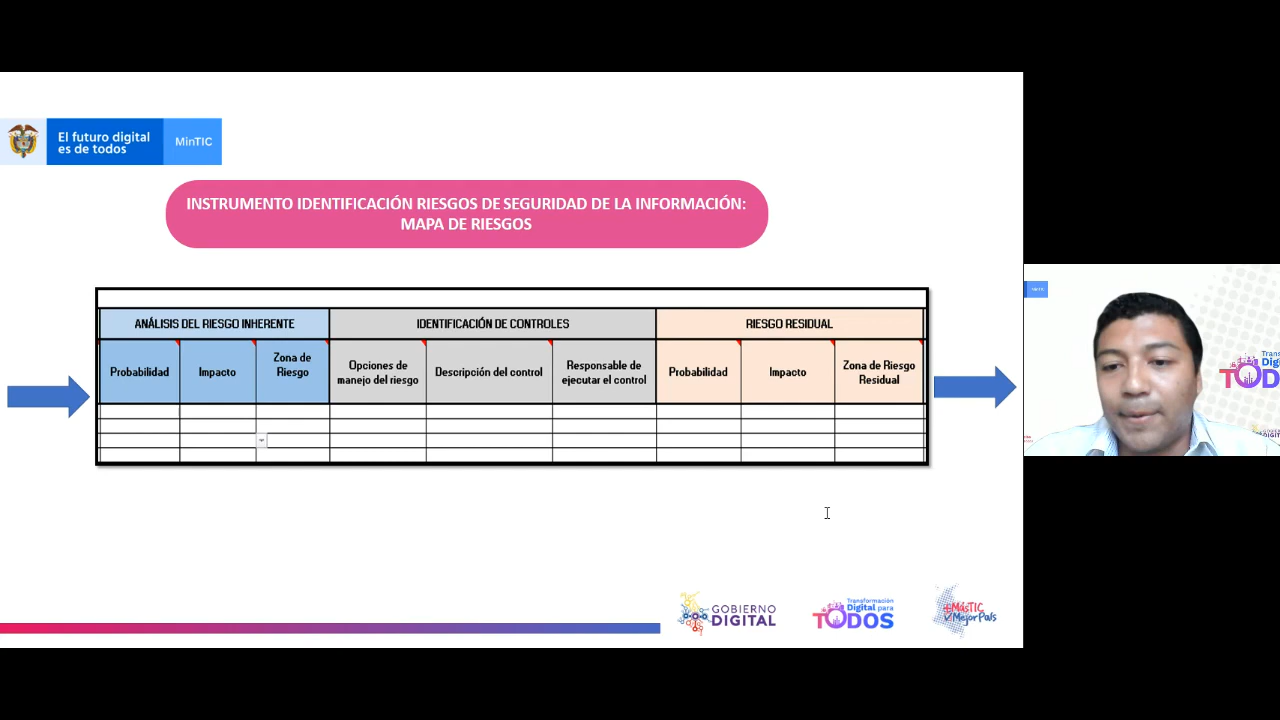 El futuro digital
es de todos
MinTIC
INSTRUMENTO IDENTIFICACIÓN RIESGOS DE SEGURIDAD DE LA INFORMACIÓN:
MAPA DE RIESGOS
ANÁLISIS DEL RIESGO INHERENTE
IDENTIFICACIÓN DE CONTROLES
RIESGO RESIDUAL
Probabilidad
Impacto
Zona de
Riesgo
Opciones de
manejo del riesgo
Descripción del control
Responsable de
ejecutar el control
Probabilidad
Impacto
Zona de Riesgo
Residual
GOBIERNO
DIGITAL
Transformación
Digital para
TODOS
+MásTIC
MejorPaís